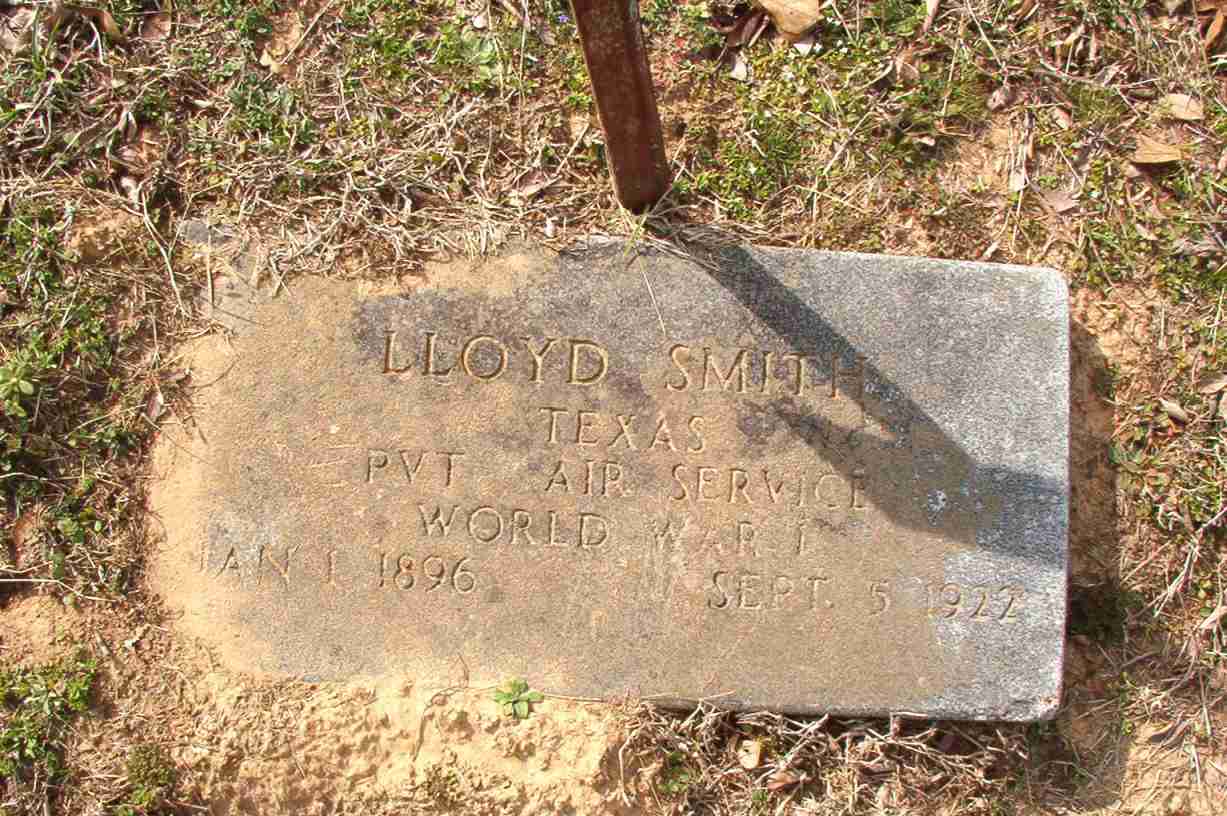 LLOYD SMITH
TEXAS
PVT AIR SERVICE
WORLD WAR I
JAN 1 1896 SEPT. 5 1922